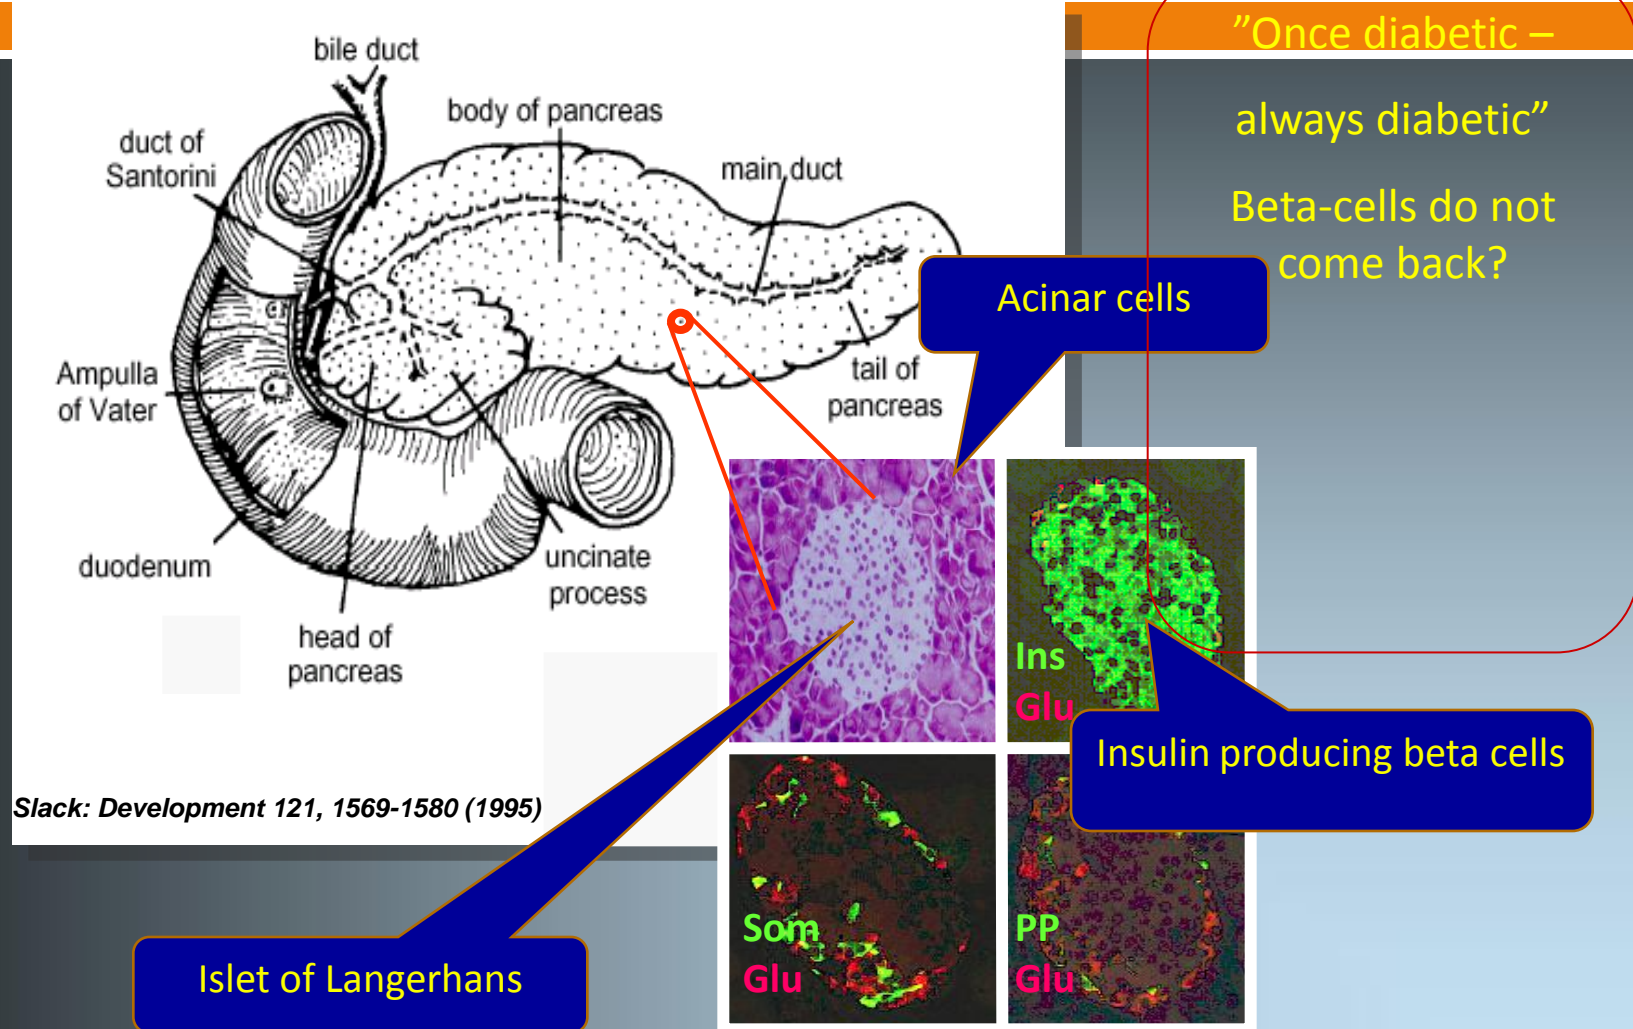 ”Once diabetic –
always diabetic”
Beta-cells do not
come back?
bile duct
body of pancreas
duct of
Santorini
main duct
Acinar cells
Ampulla
of Vater
tail of
pancreas
duodenum
uncinate
process
head of
pancreas
Ins
Glu
Insulin producing beta cells
Slack: Development 121, 1569-1580 (1995)
Som
Glu
PP
Glu
Islet of Langerhans